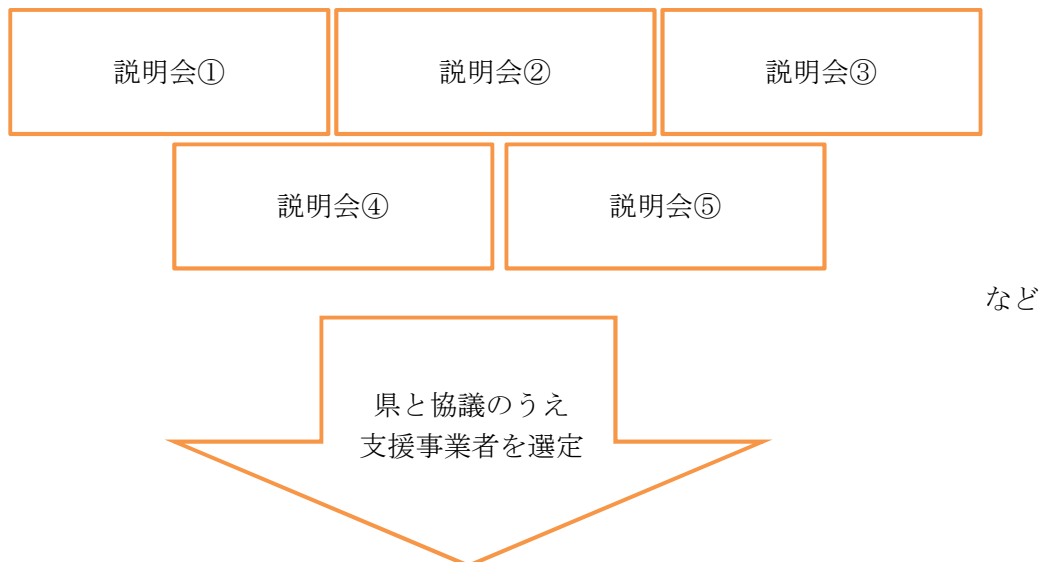 説明会①
説明会②
説明会③
説明会④
説明会⑤
など
県と協議のうえ
支援事業者を選定